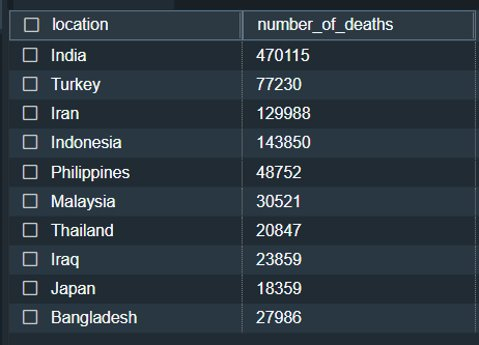 location number_of_deaths
India 470115
Turkey 77230
Iran 129988
Indonesia 143850
Philippines 48752
Malaysia 30521
Thailand 20847
Iraq 23859
Japan 18359
Bangladesh 27986